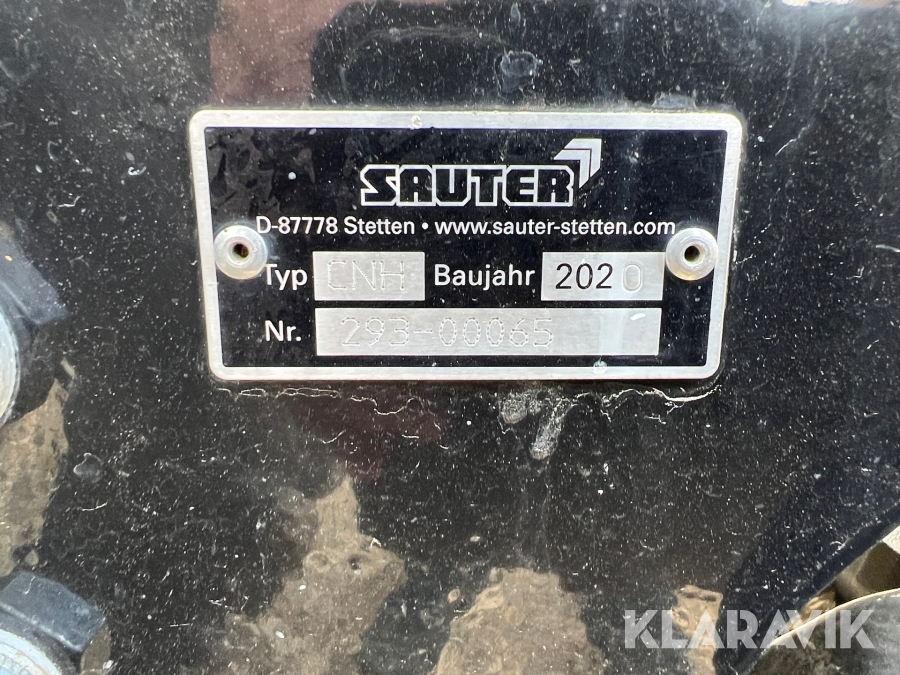 SAUTER
D-87778 Stetten • www.sauter-stetten.com
Typ CNH Baujahr 2020
Nr. 293-00065
KLARAVIK